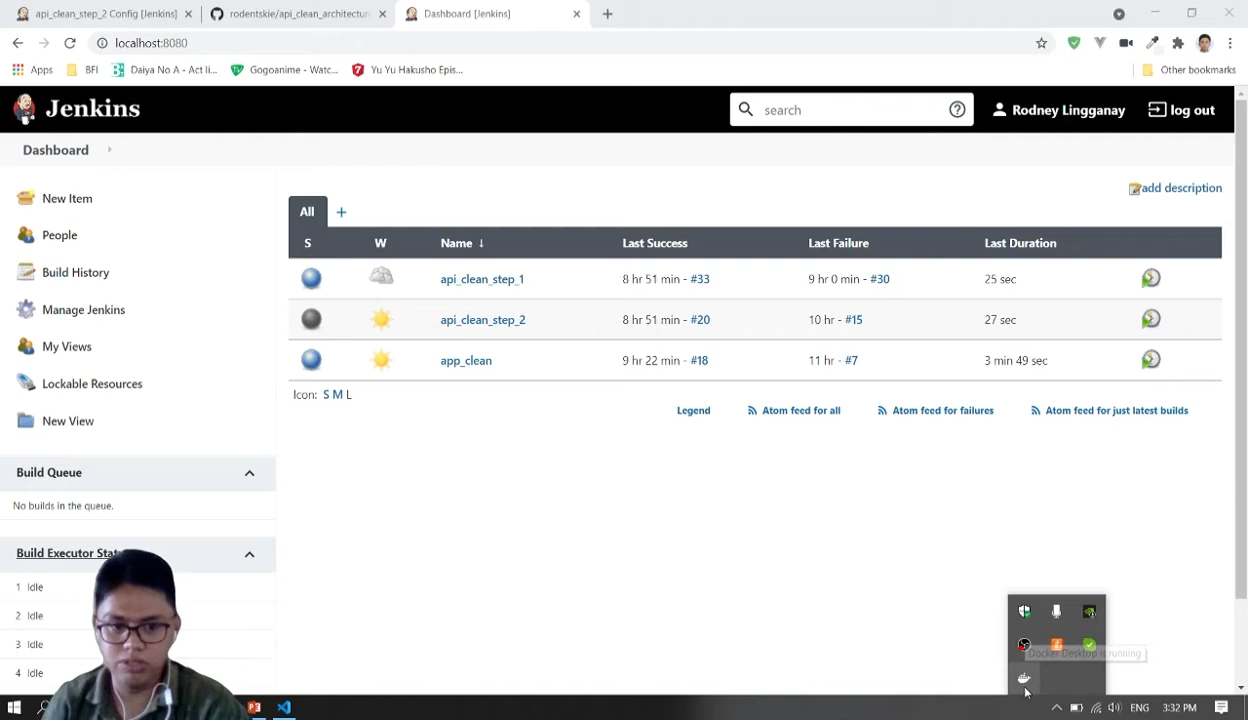 api_clean_step_2 Config [Jenkins]
rodentskie/api_clean_architectur
Dashboard [Jenkins]
localhost:8080
Apps
BFI
Daiya No A - Act Ii...
Gogoanime - Watc...
Yu Yu Hakusho Epis...
Other bookmarks
Jenkins
search
Rodney Lingganay
log out
Dashboard
New Item
People
Build History
Manage Jenkins
My Views
Lockable Resources
New View
Build Queue
No builds in the queue.
Build Executor Stat
1 Idle
2 Idle
3 Idle
4 Idle
add description
All +
S W Name ↓ Last Success Last Failure Last Duration
api_clean_step_1 8 hr 51 min - #33 9 hr 0 min - #30 25 sec
api_clean_step_2 8 hr 51 min - #20 10 hr - #15 27 sec
app_clean 9 hr 22 min - #18 11 hr - #7 3 min 49 sec
Icon: S M L
Legend Atom feed for all Atom feed for failures Atom feed for just latest builds
Docker Desktop is running
ENG 3:32 PM